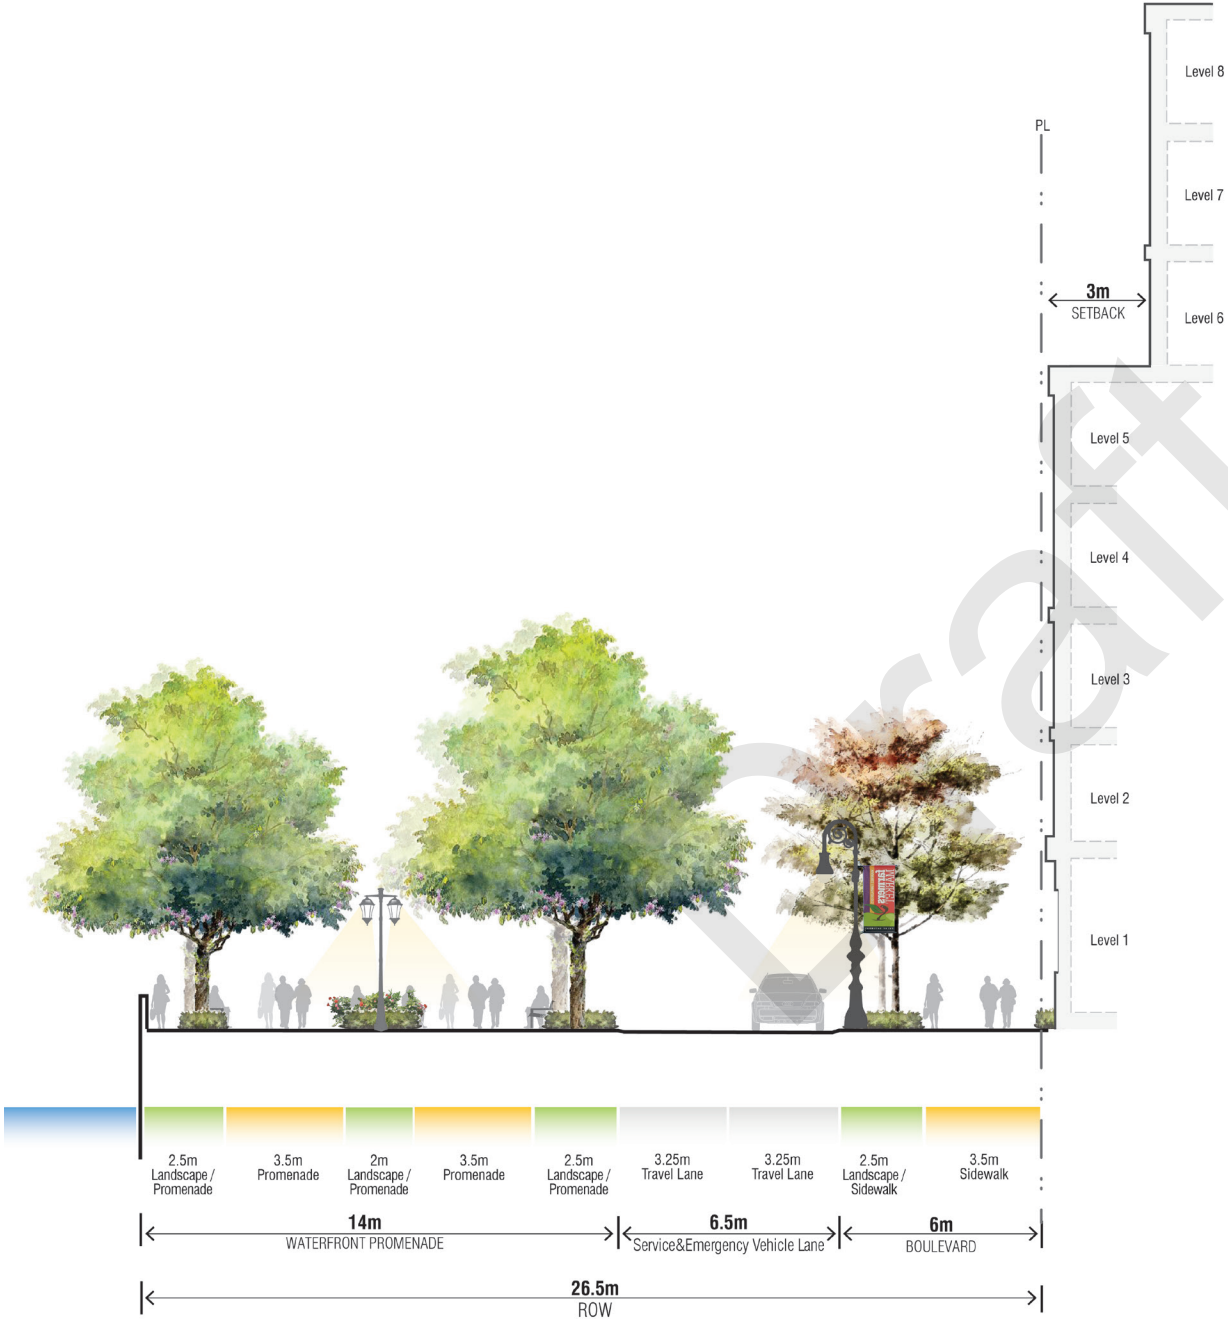 Level 8
PL
Level 7
3m
SETBACK
Level 6
Level 5
Level 4
Level 3
Level 2
Level 1
Draft
2.5m
Landscape /
Promenade
3.5m
Promenade
2m
Landscape /
Promenade
3.5m
Promenade
2.5m
Landscape /
Promenade
3.25m
Travel Lane
3.25m
Travel Lane
2.5m
Landscape /
Sidewalk
3.5m
Sidewalk
14m
WATERFRONT PROMENADE
6.5m
Service&Emergency Vehicle Lane
6m
BOULEVARD
26.5m
ROW